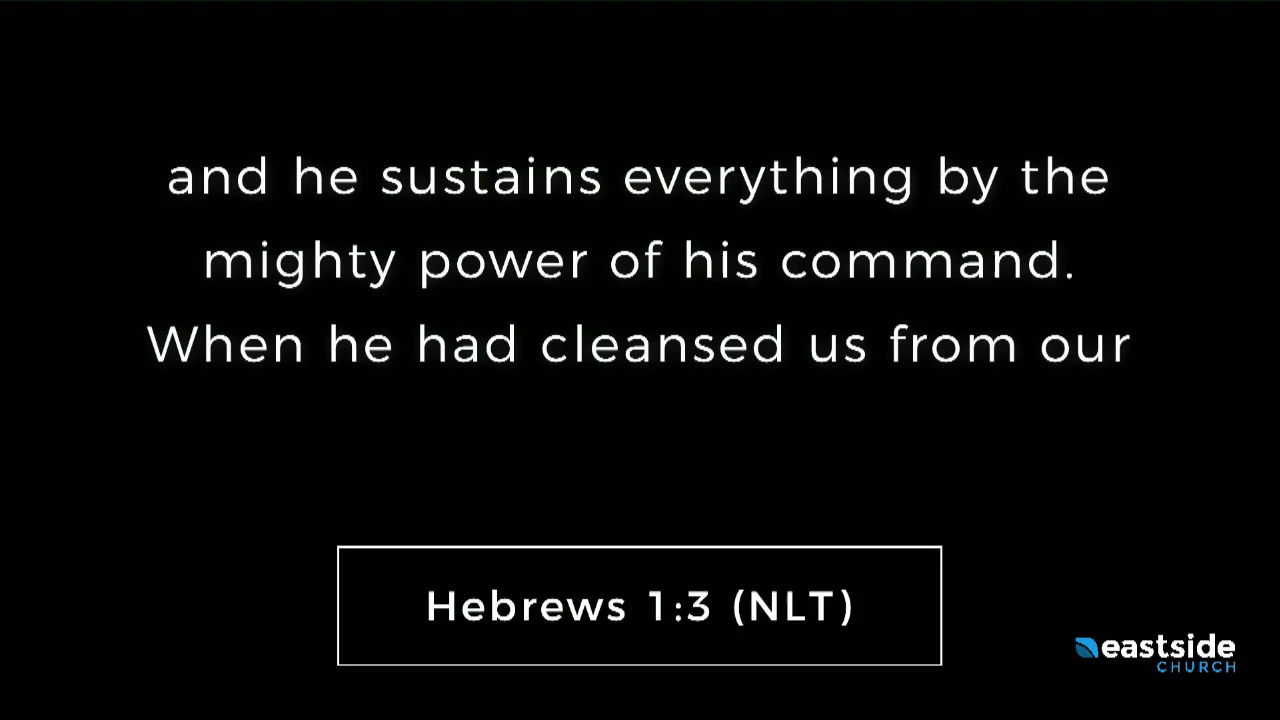 and he sustains everything by the
mighty power of his command.
When he had cleansed us from our
Hebrews 1:3 (NLT)
eastside
CHURCH